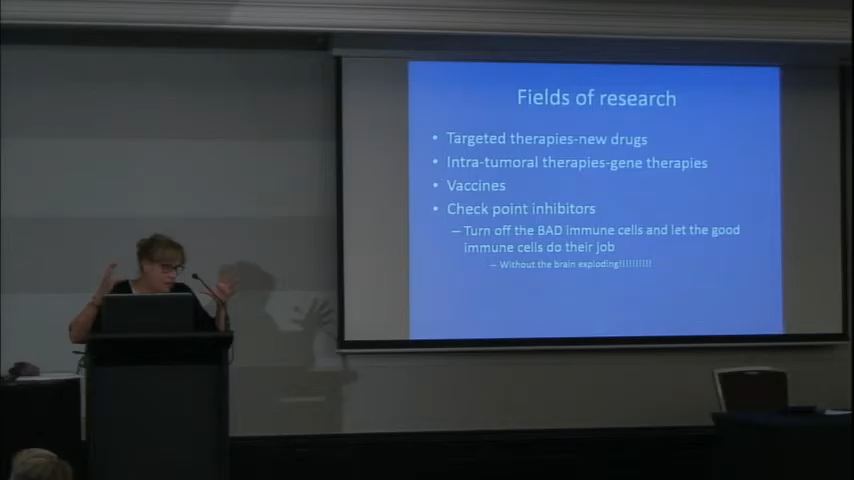 Fields of research
• Targeted therapies-new drugs
• Intra-tumoral therapies-gene therapies
• Vaccines
• Check point inhibitors
– Turn off the BAD immune cells and let the good
immune cells do their job
– Without the brain exploding!!!!!!!!!!